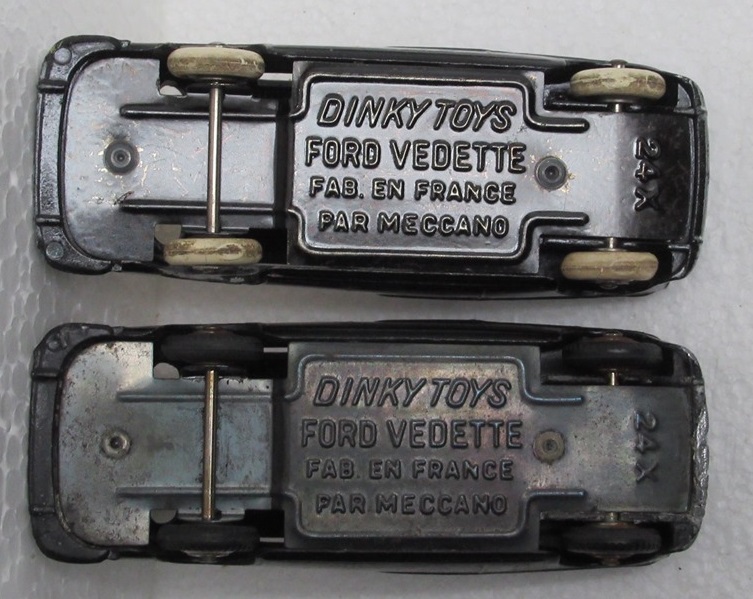 DINKY TOYS
FORD VEDETTE
FAB. EN FRANCE
PAR MECCANO
24X
DINKY TOYS
FORD VEDETTE
FAB. EN FRANCE
PAR MECCANO
24X